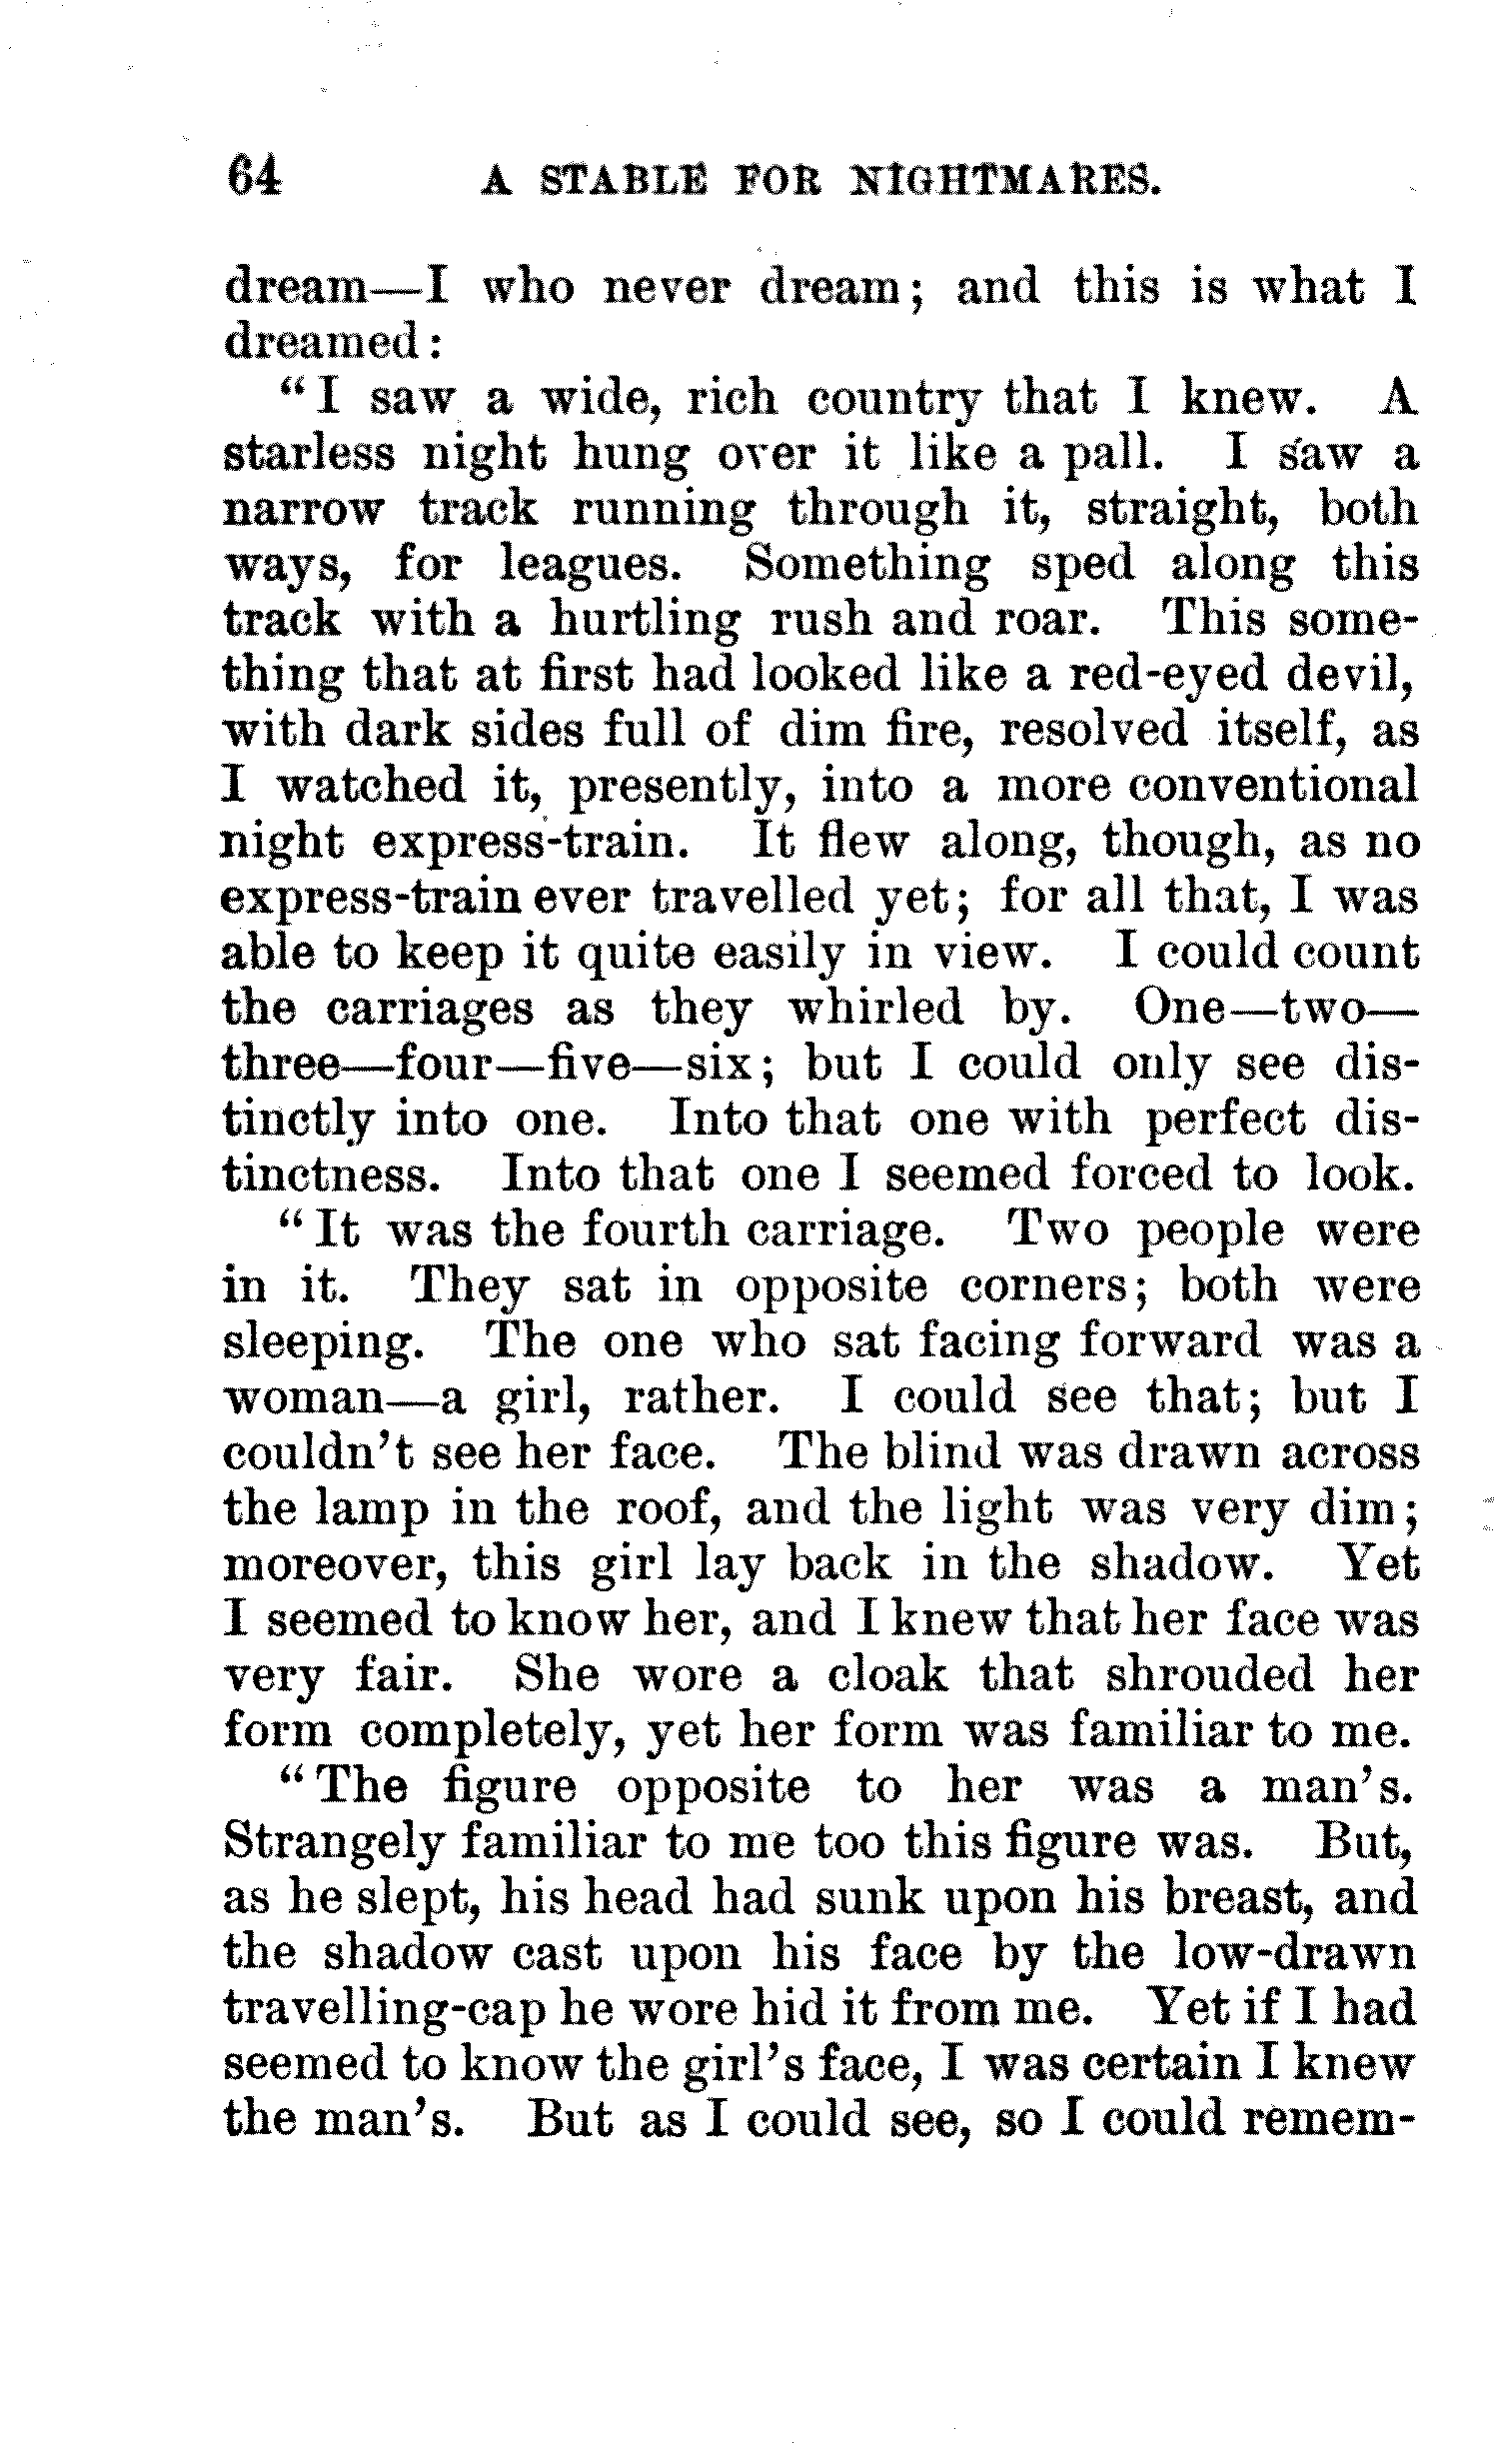 64 A STABLE FOR NIGHTMARES.
dream—I who never dream; and this is what I
dreamed:
"I saw a wide, rich country that I knew. A
starless night hung over it like a pall. I saw a
narrow track running through it, straight, both
ways, for leagues. Something sped along this
track with a hurtling rush and roar. This some-
thing that at first had looked like a red-eyed devil,
with dark sides full of dim fire, resolved itself, as
I watched it, presently, into a more conventional
night express-train. It flew along, though, as no
express-train ever travelled yet; for all that, I was
able to keep it quite easily in view. I could count
the carriages as they whirled by. One—two—
three—four—five—six; but I could only see dis-
tinctly into one. Into that one with perfect dis-
tinctness. Into that one I seemed forced to look.
"It was the fourth carriage. Two people were
in it. They sat in opposite corners; both were
sleeping. The one who sat facing forward was a
woman—a girl, rather. I could see that; but I
couldn't see her face. The blind was drawn across
the lamp in the roof, and the light was very dim;
moreover, this girl lay back in the shadow. Yet
I seemed to know her, and I knew that her face was
very fair. She wore a cloak that shrouded her
form completely, yet her form was familiar to me.
"The figure opposite to her was a man's.
Strangely familiar to me too this figure was. But,
as he slept, his head had sunk upon his breast, and
the shadow cast upon his face by the low-drawn
travelling-cap he wore hid it from me. Yet if I had
seemed to know the girl's face, I was certain I knew
the man's. But as I could see, so I could remem-